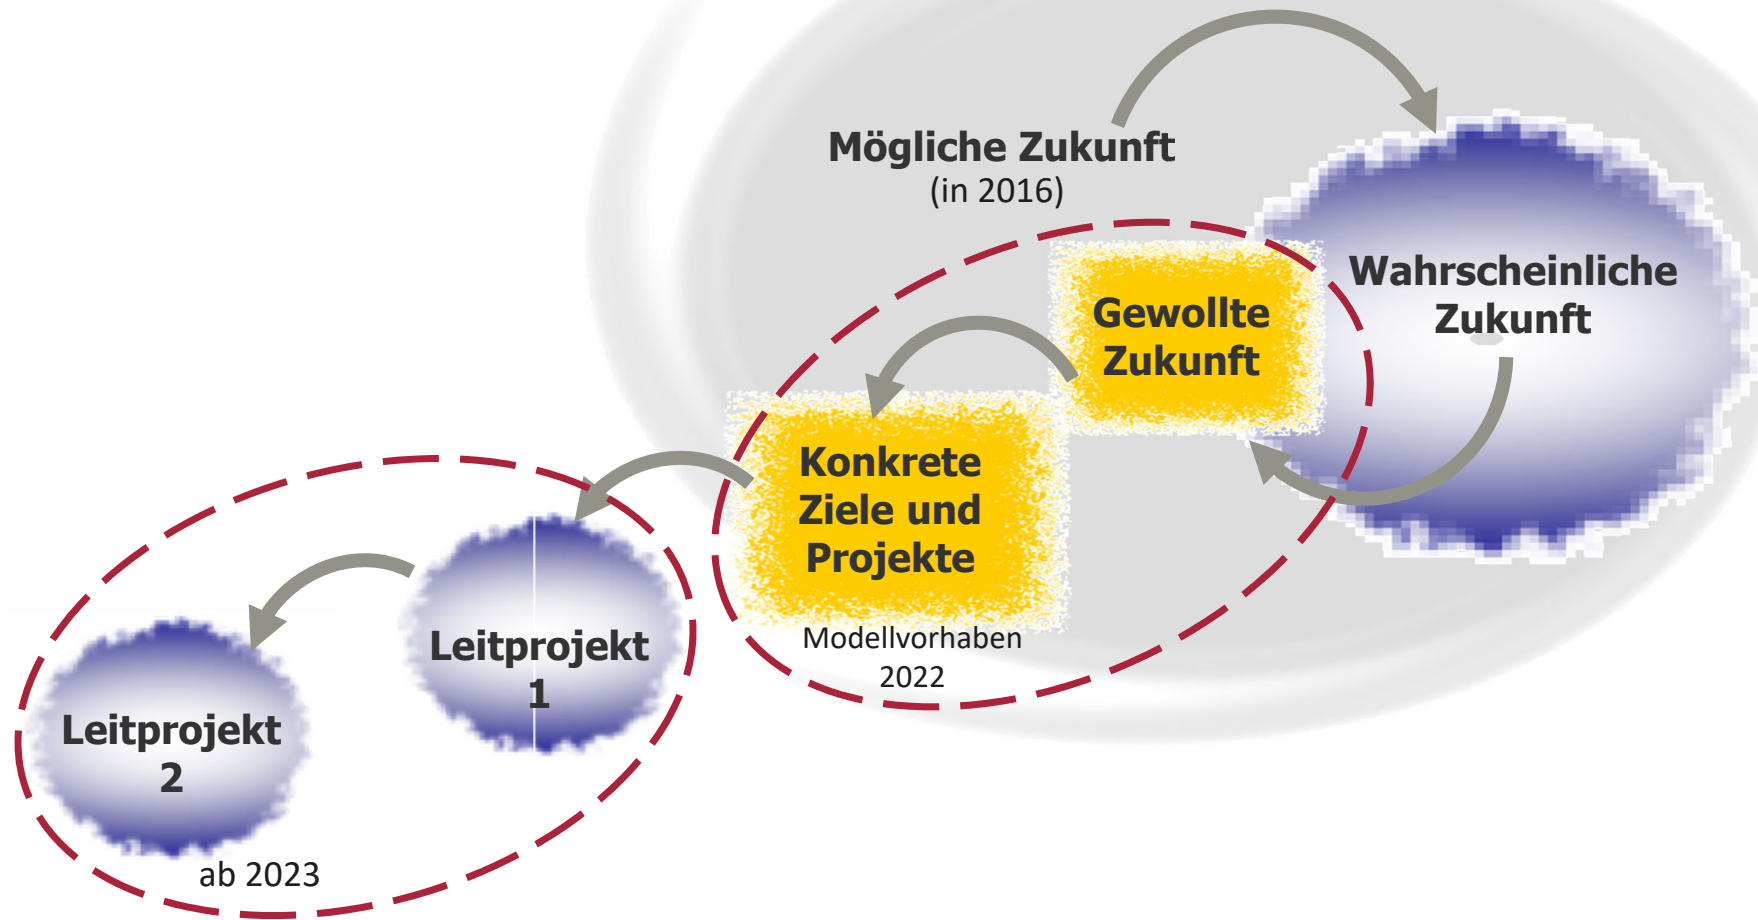 Mögliche Zukunft
(in 2016)
Wahrscheinliche
Zukunft
Gewollte
Zukunft
Konkrete
Ziele und
Projekte
Modellvorhaben
2022
Leitprojekt
1
Leitprojekt
2
ab 2023